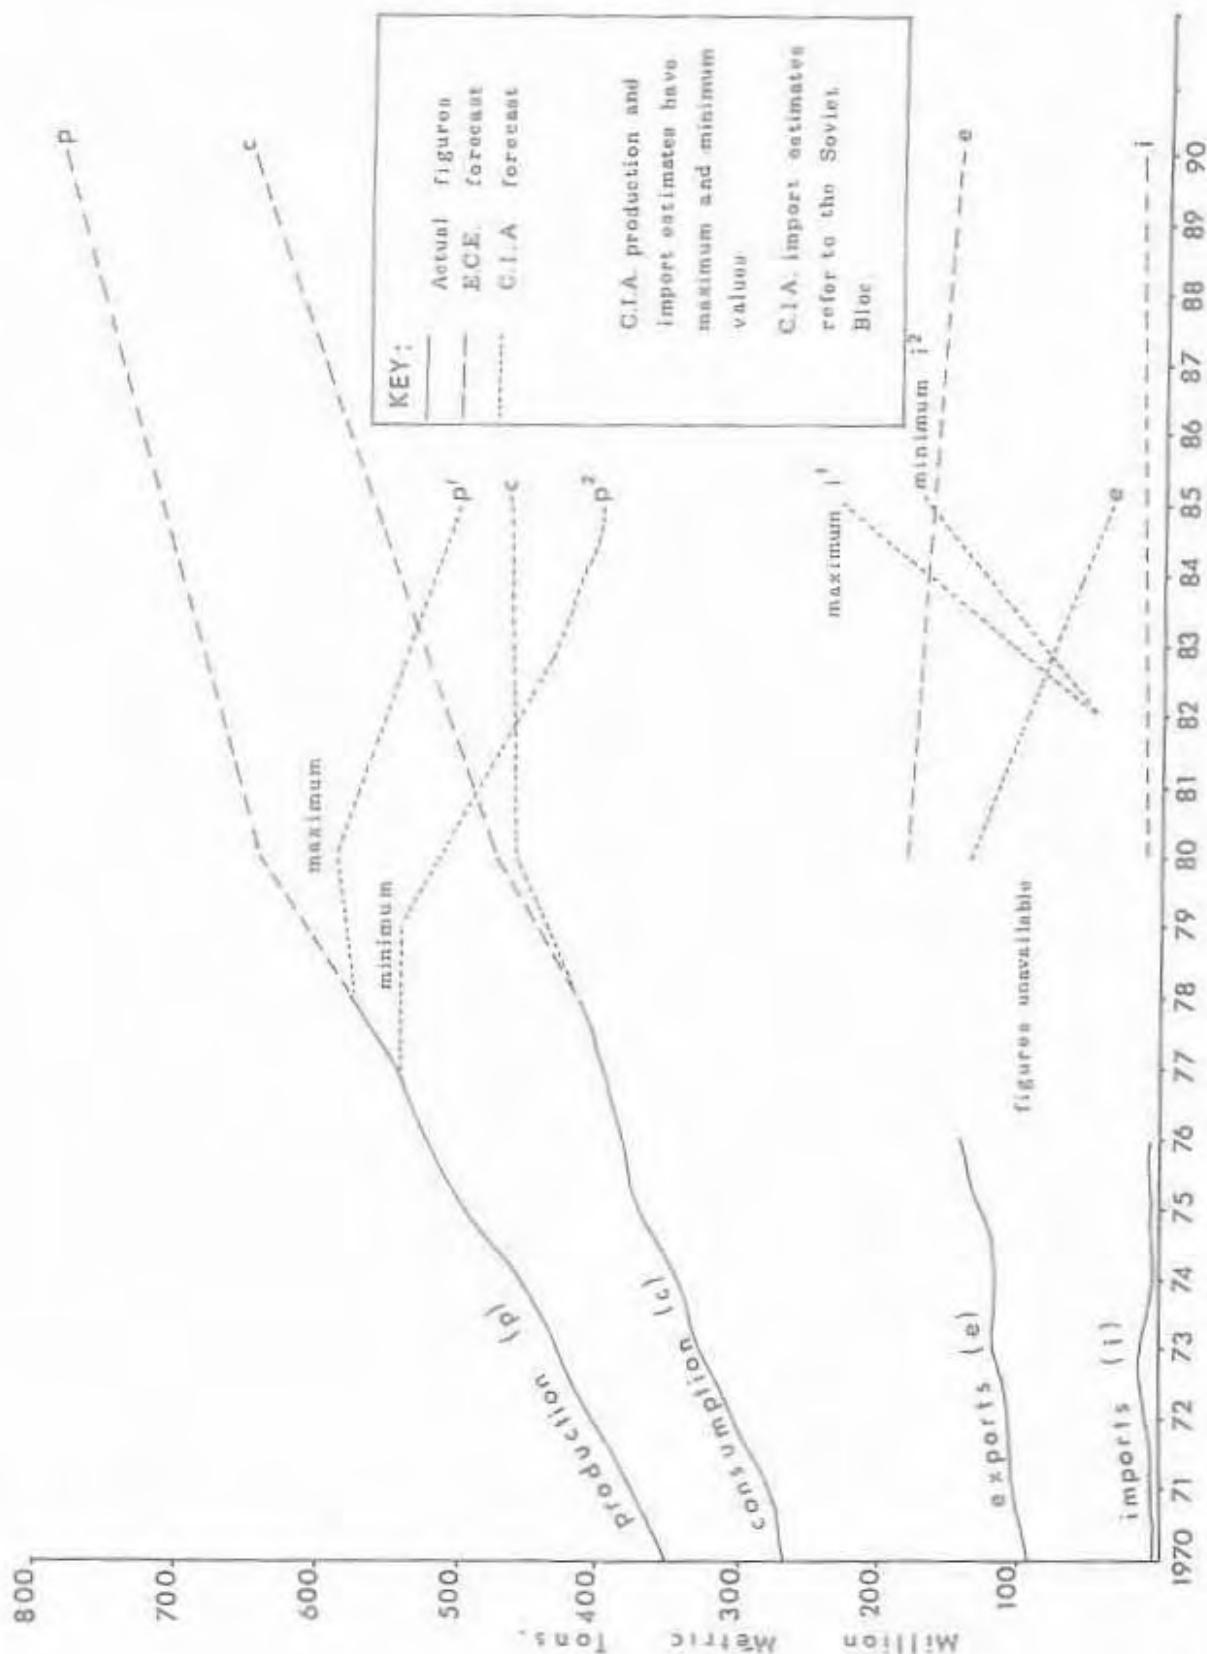 800
700
600
500
400
300
200
100
Million
Metric
Tons.
production (p)
consumption (c)
exports (e)
imports (i)
maximum
minimum
figures unavailable
maximum i¹
minimum i²
p
c
p¹
c
p²
e
e
i
KEY:
Actual figures
E.C.E. forecast
C.I.A forecast
C.I.A. production and
import estimates have
maximum and minimum
values
C.I.A. import estimates
refer to the Soviet
Bloc
1970 71 72 73 74 75 76 77 78 79 80 81 82 83 84 85 86 87 88 89 90